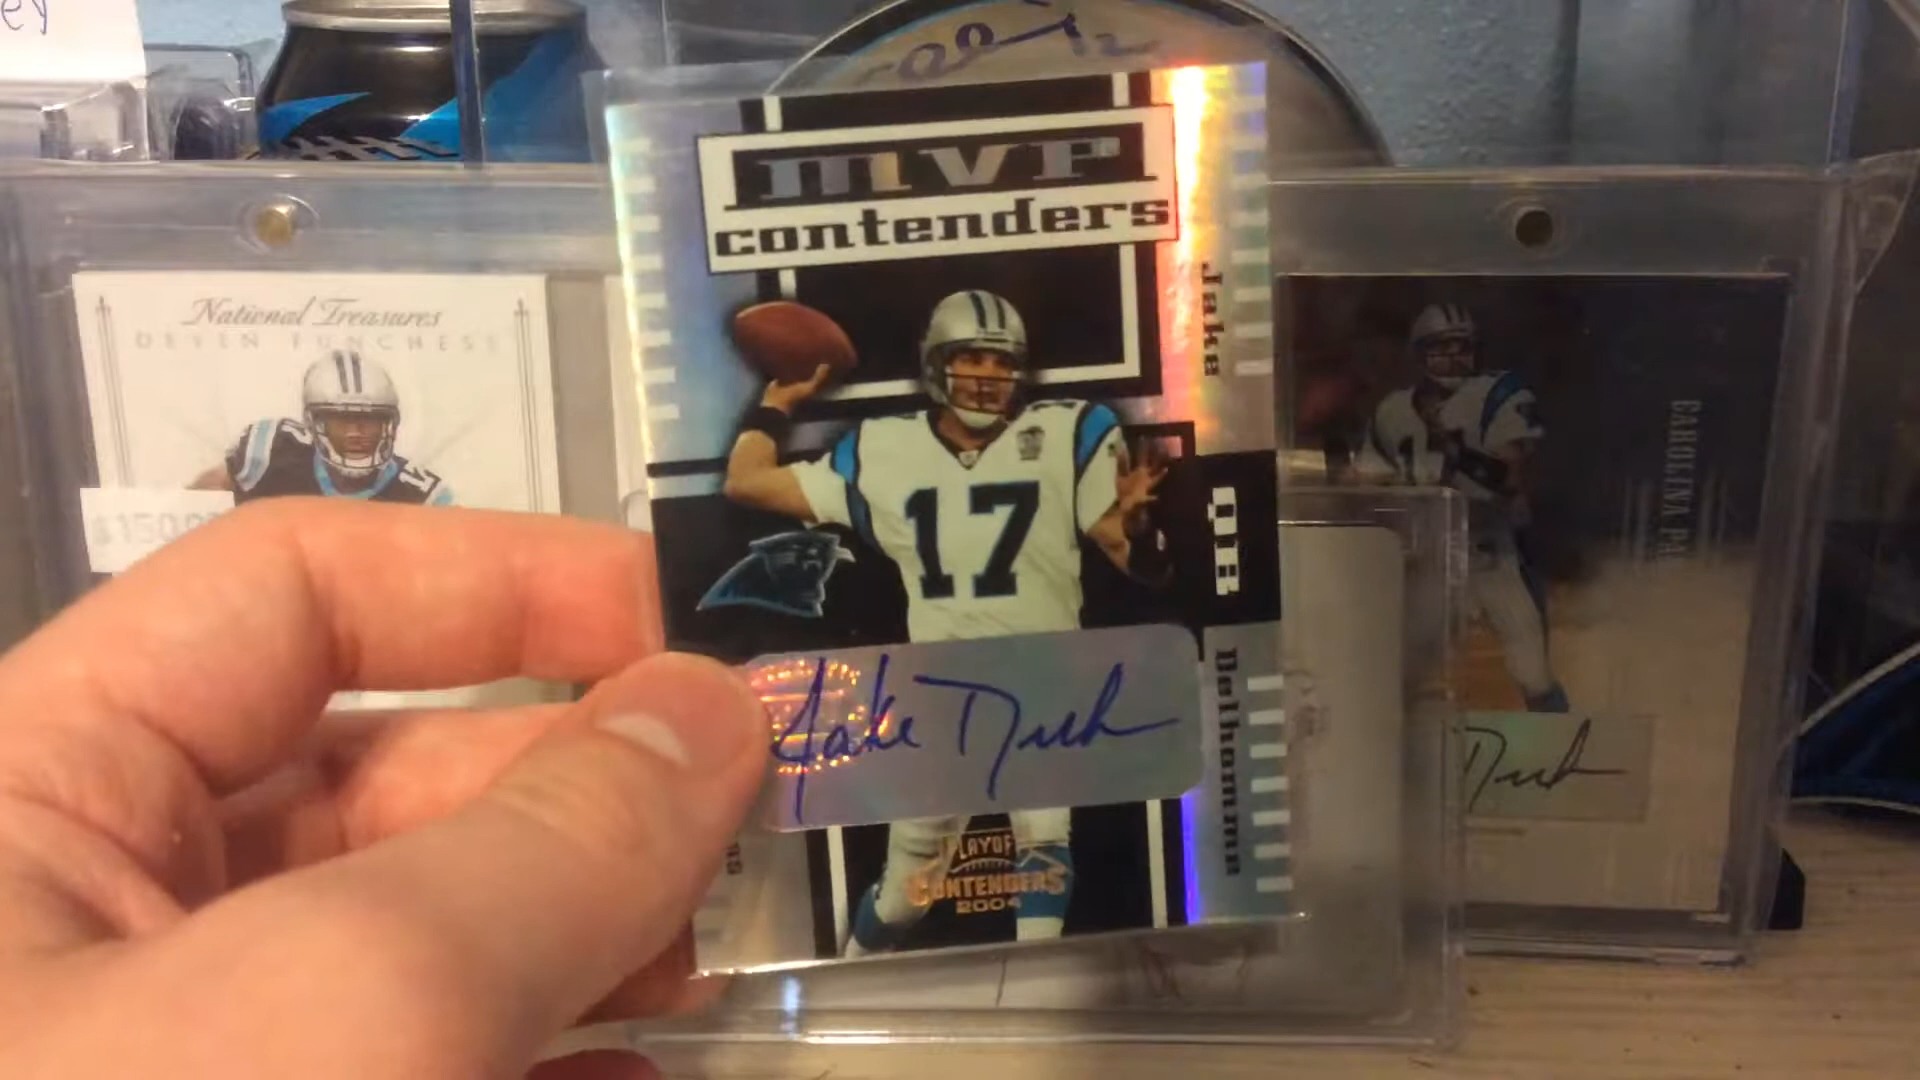 National Treasures
DEVIN FUNCHESS
MVP
contenders
Jake
QB
Delhomme
17
Jake Delh
PLAYOFF
CONTENDERS
2004
CAROLINA PA